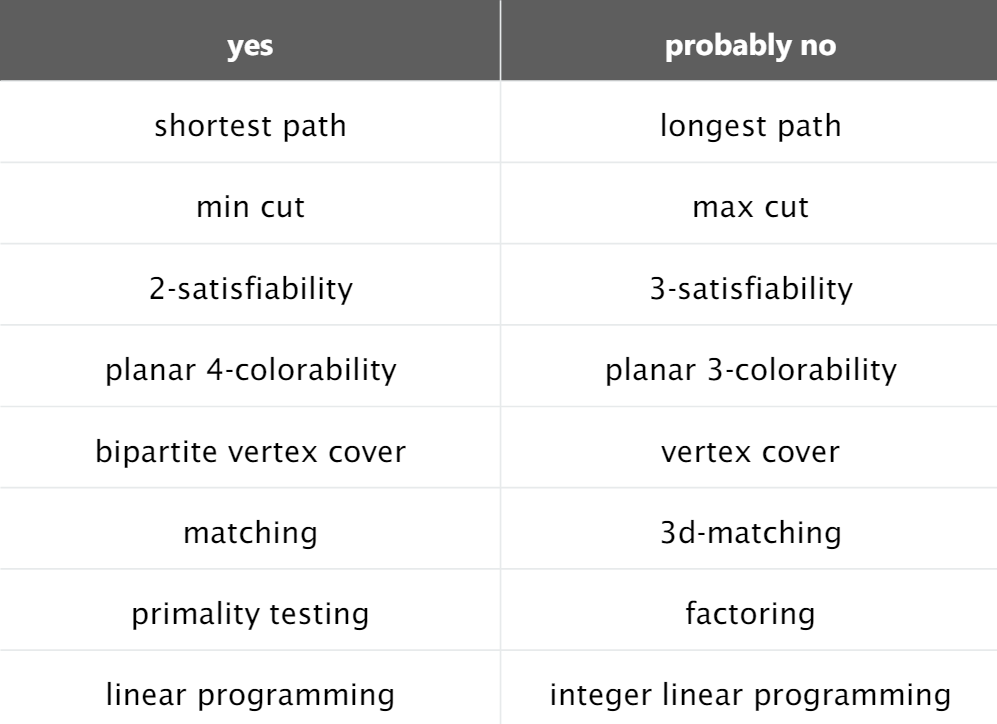 yes probably no
shortest path longest path
min cut max cut
2-satisfiability 3-satisfiability
planar 4-colorability planar 3-colorability
bipartite vertex cover vertex cover
matching 3d-matching
primality testing factoring
linear programming integer linear programming